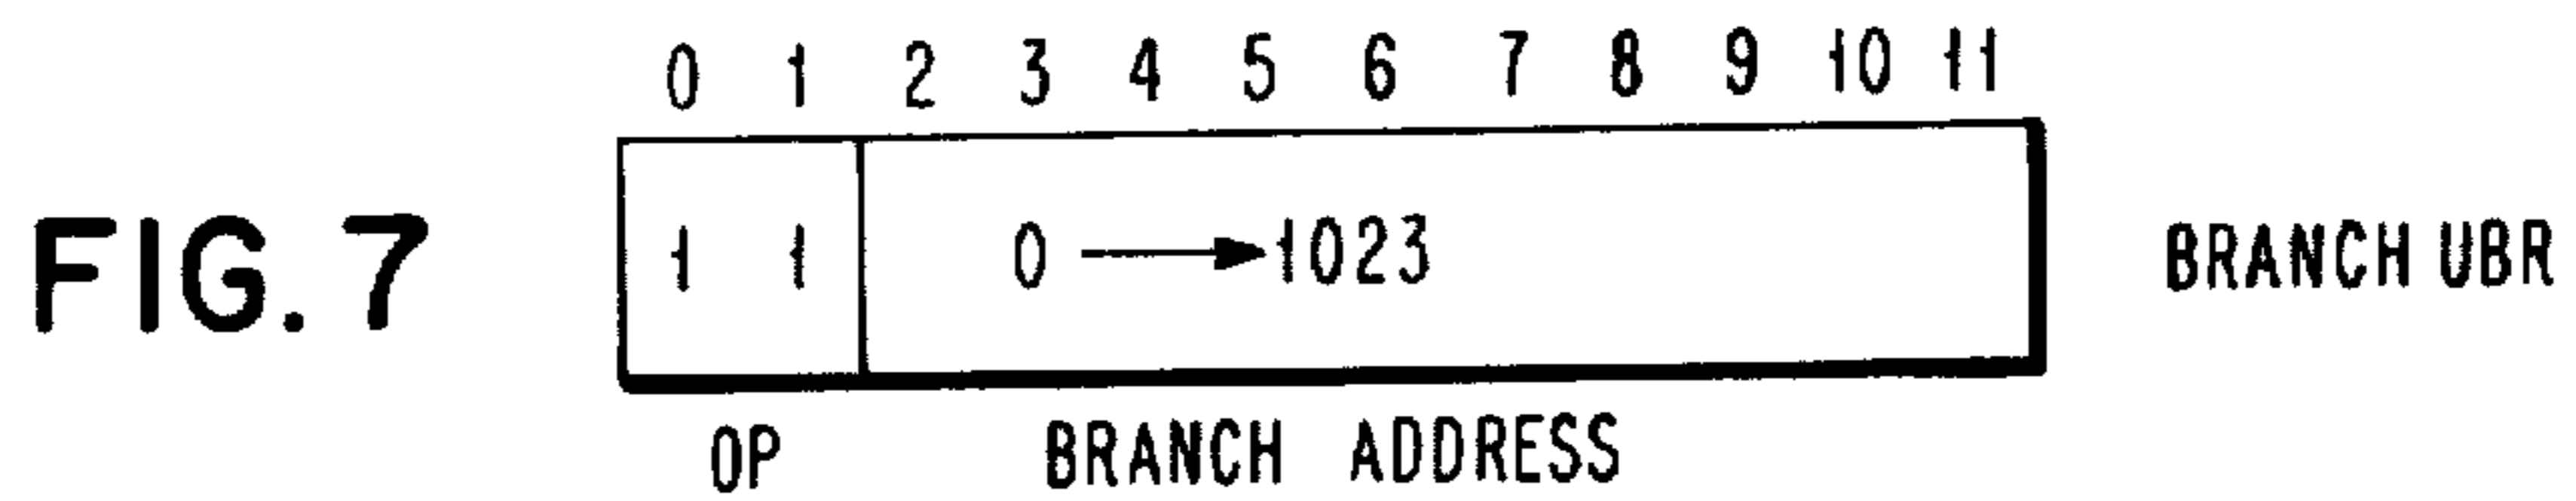 0 1 2 3 4 5 6 7 8 9 10 11
FIG. 7
1 1 0 → 1023
BRANCH UBR
OP BRANCH ADDRESS